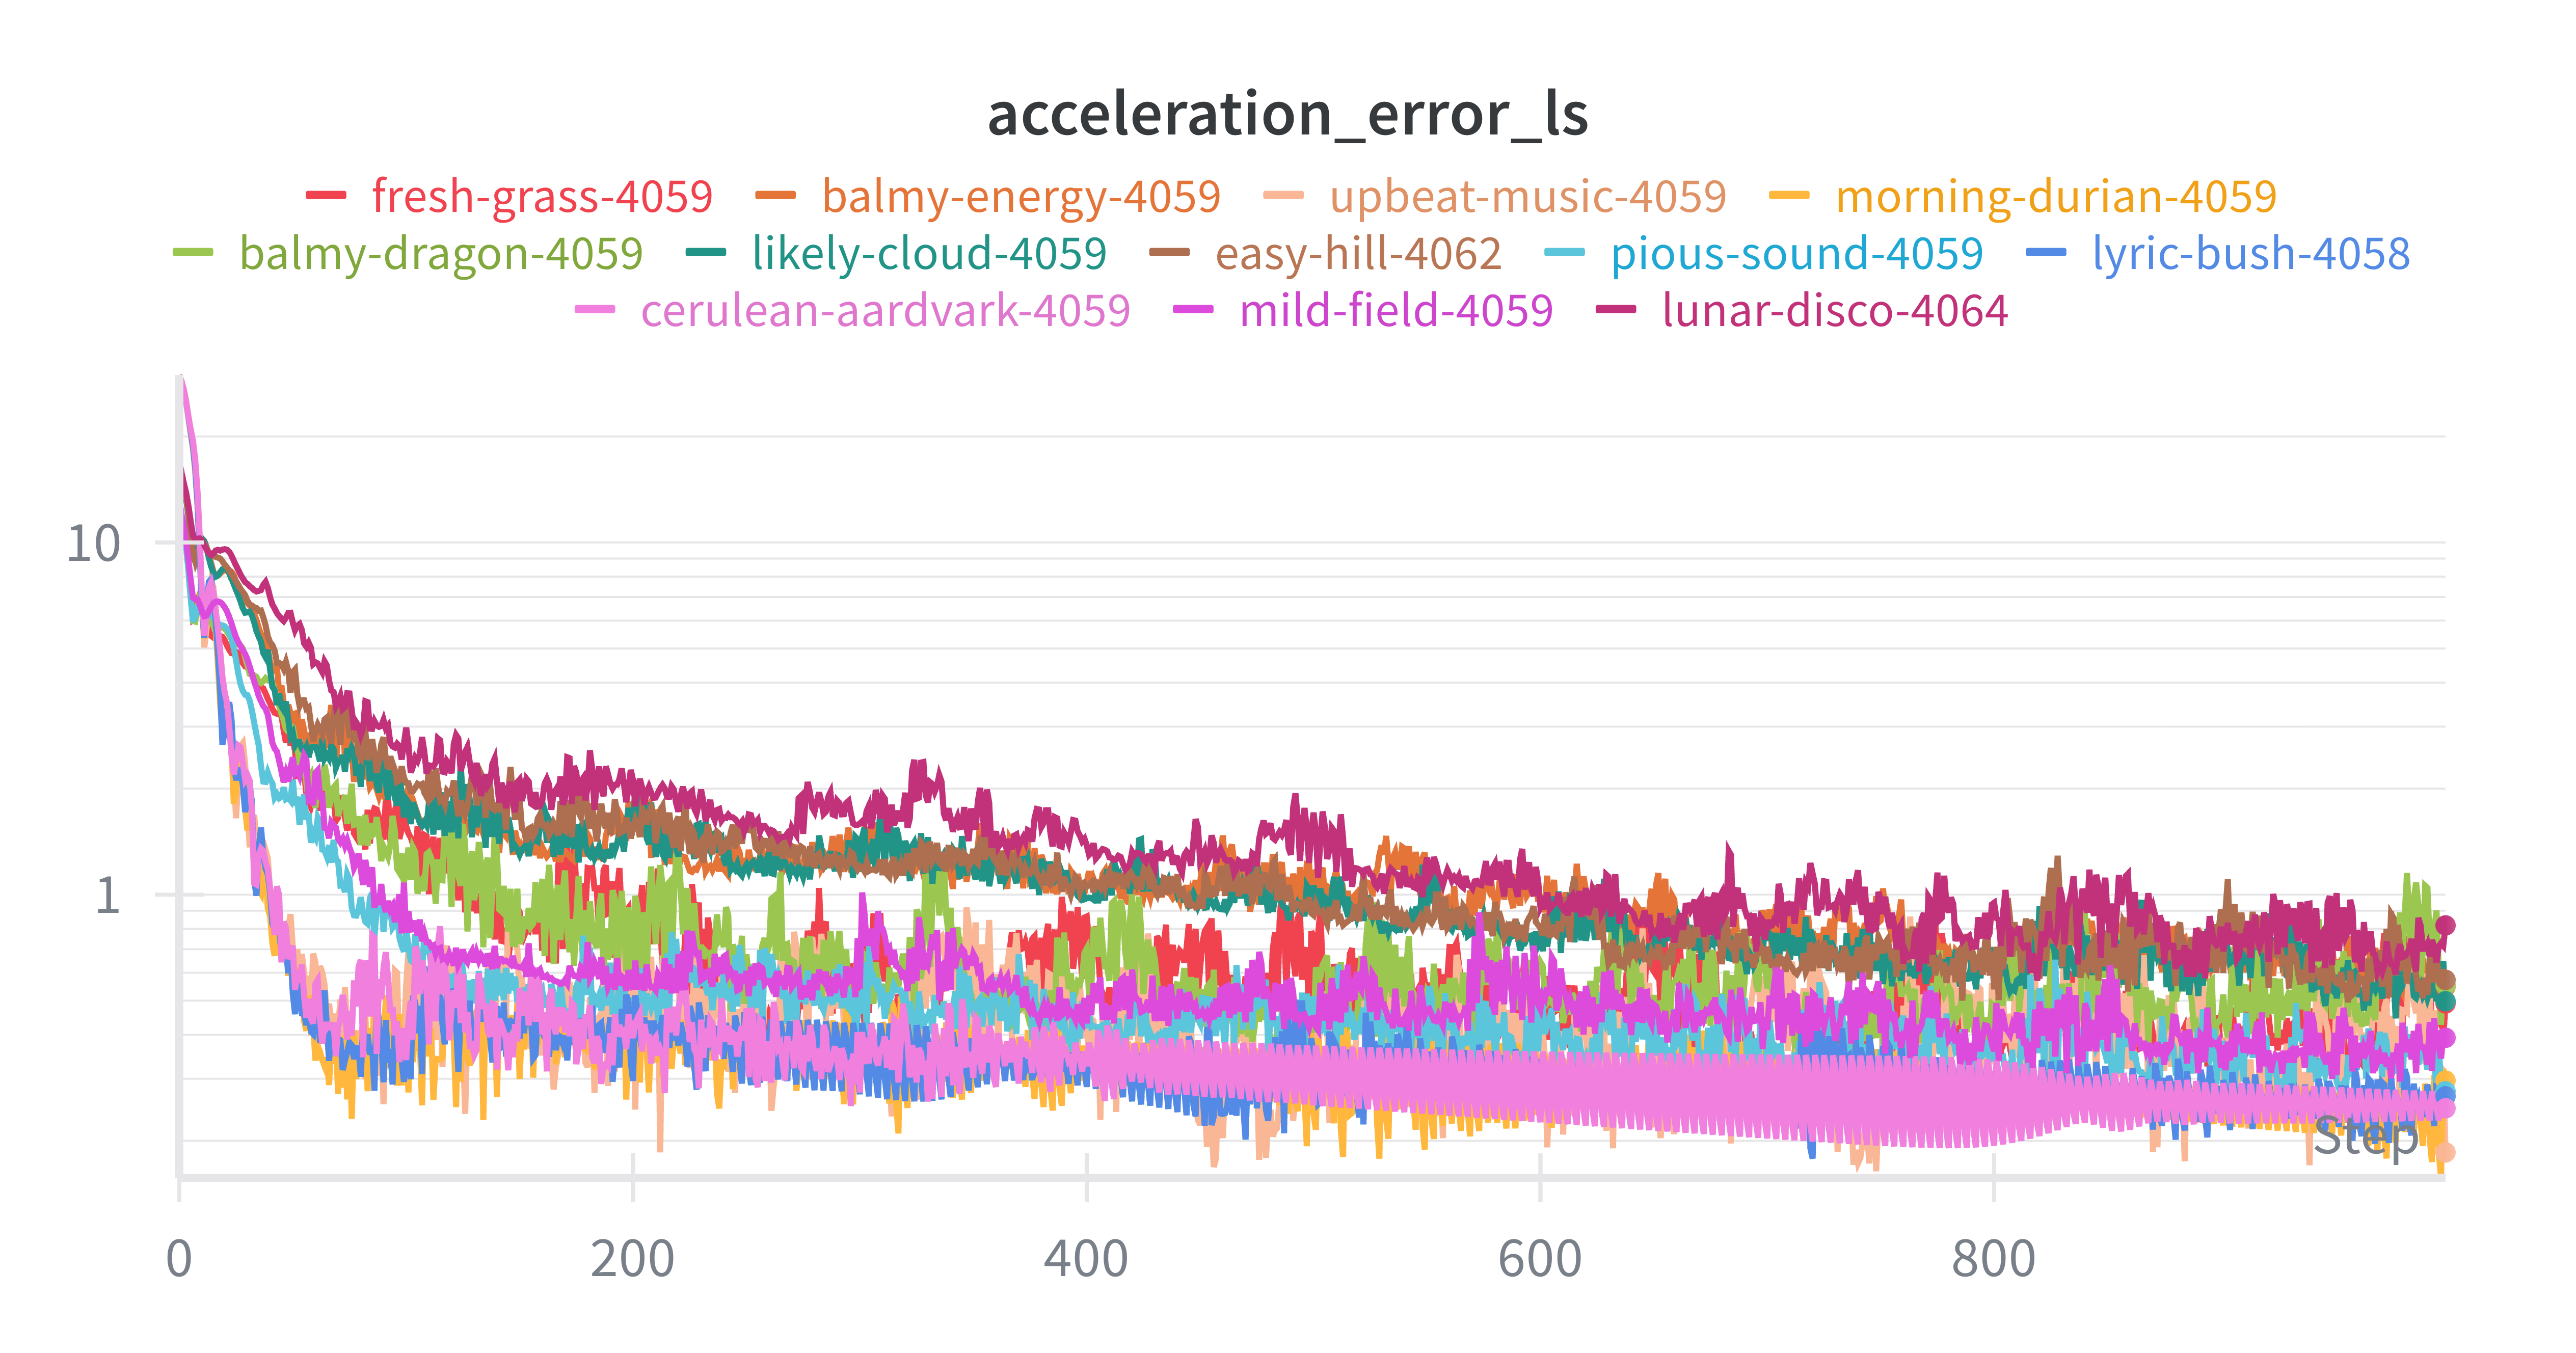 acceleration_error_ls
fresh-grass-4059 balmy-energy-4059 upbeat-music-4059 morning-durian-4059
balmy-dragon-4059 likely-cloud-4059 easy-hill-4062 pious-sound-4059 lyric-bush-4058
cerulean-aardvark-4059 mild-field-4059 lunar-disco-4064
10
1
Step
0 200 400 600 800